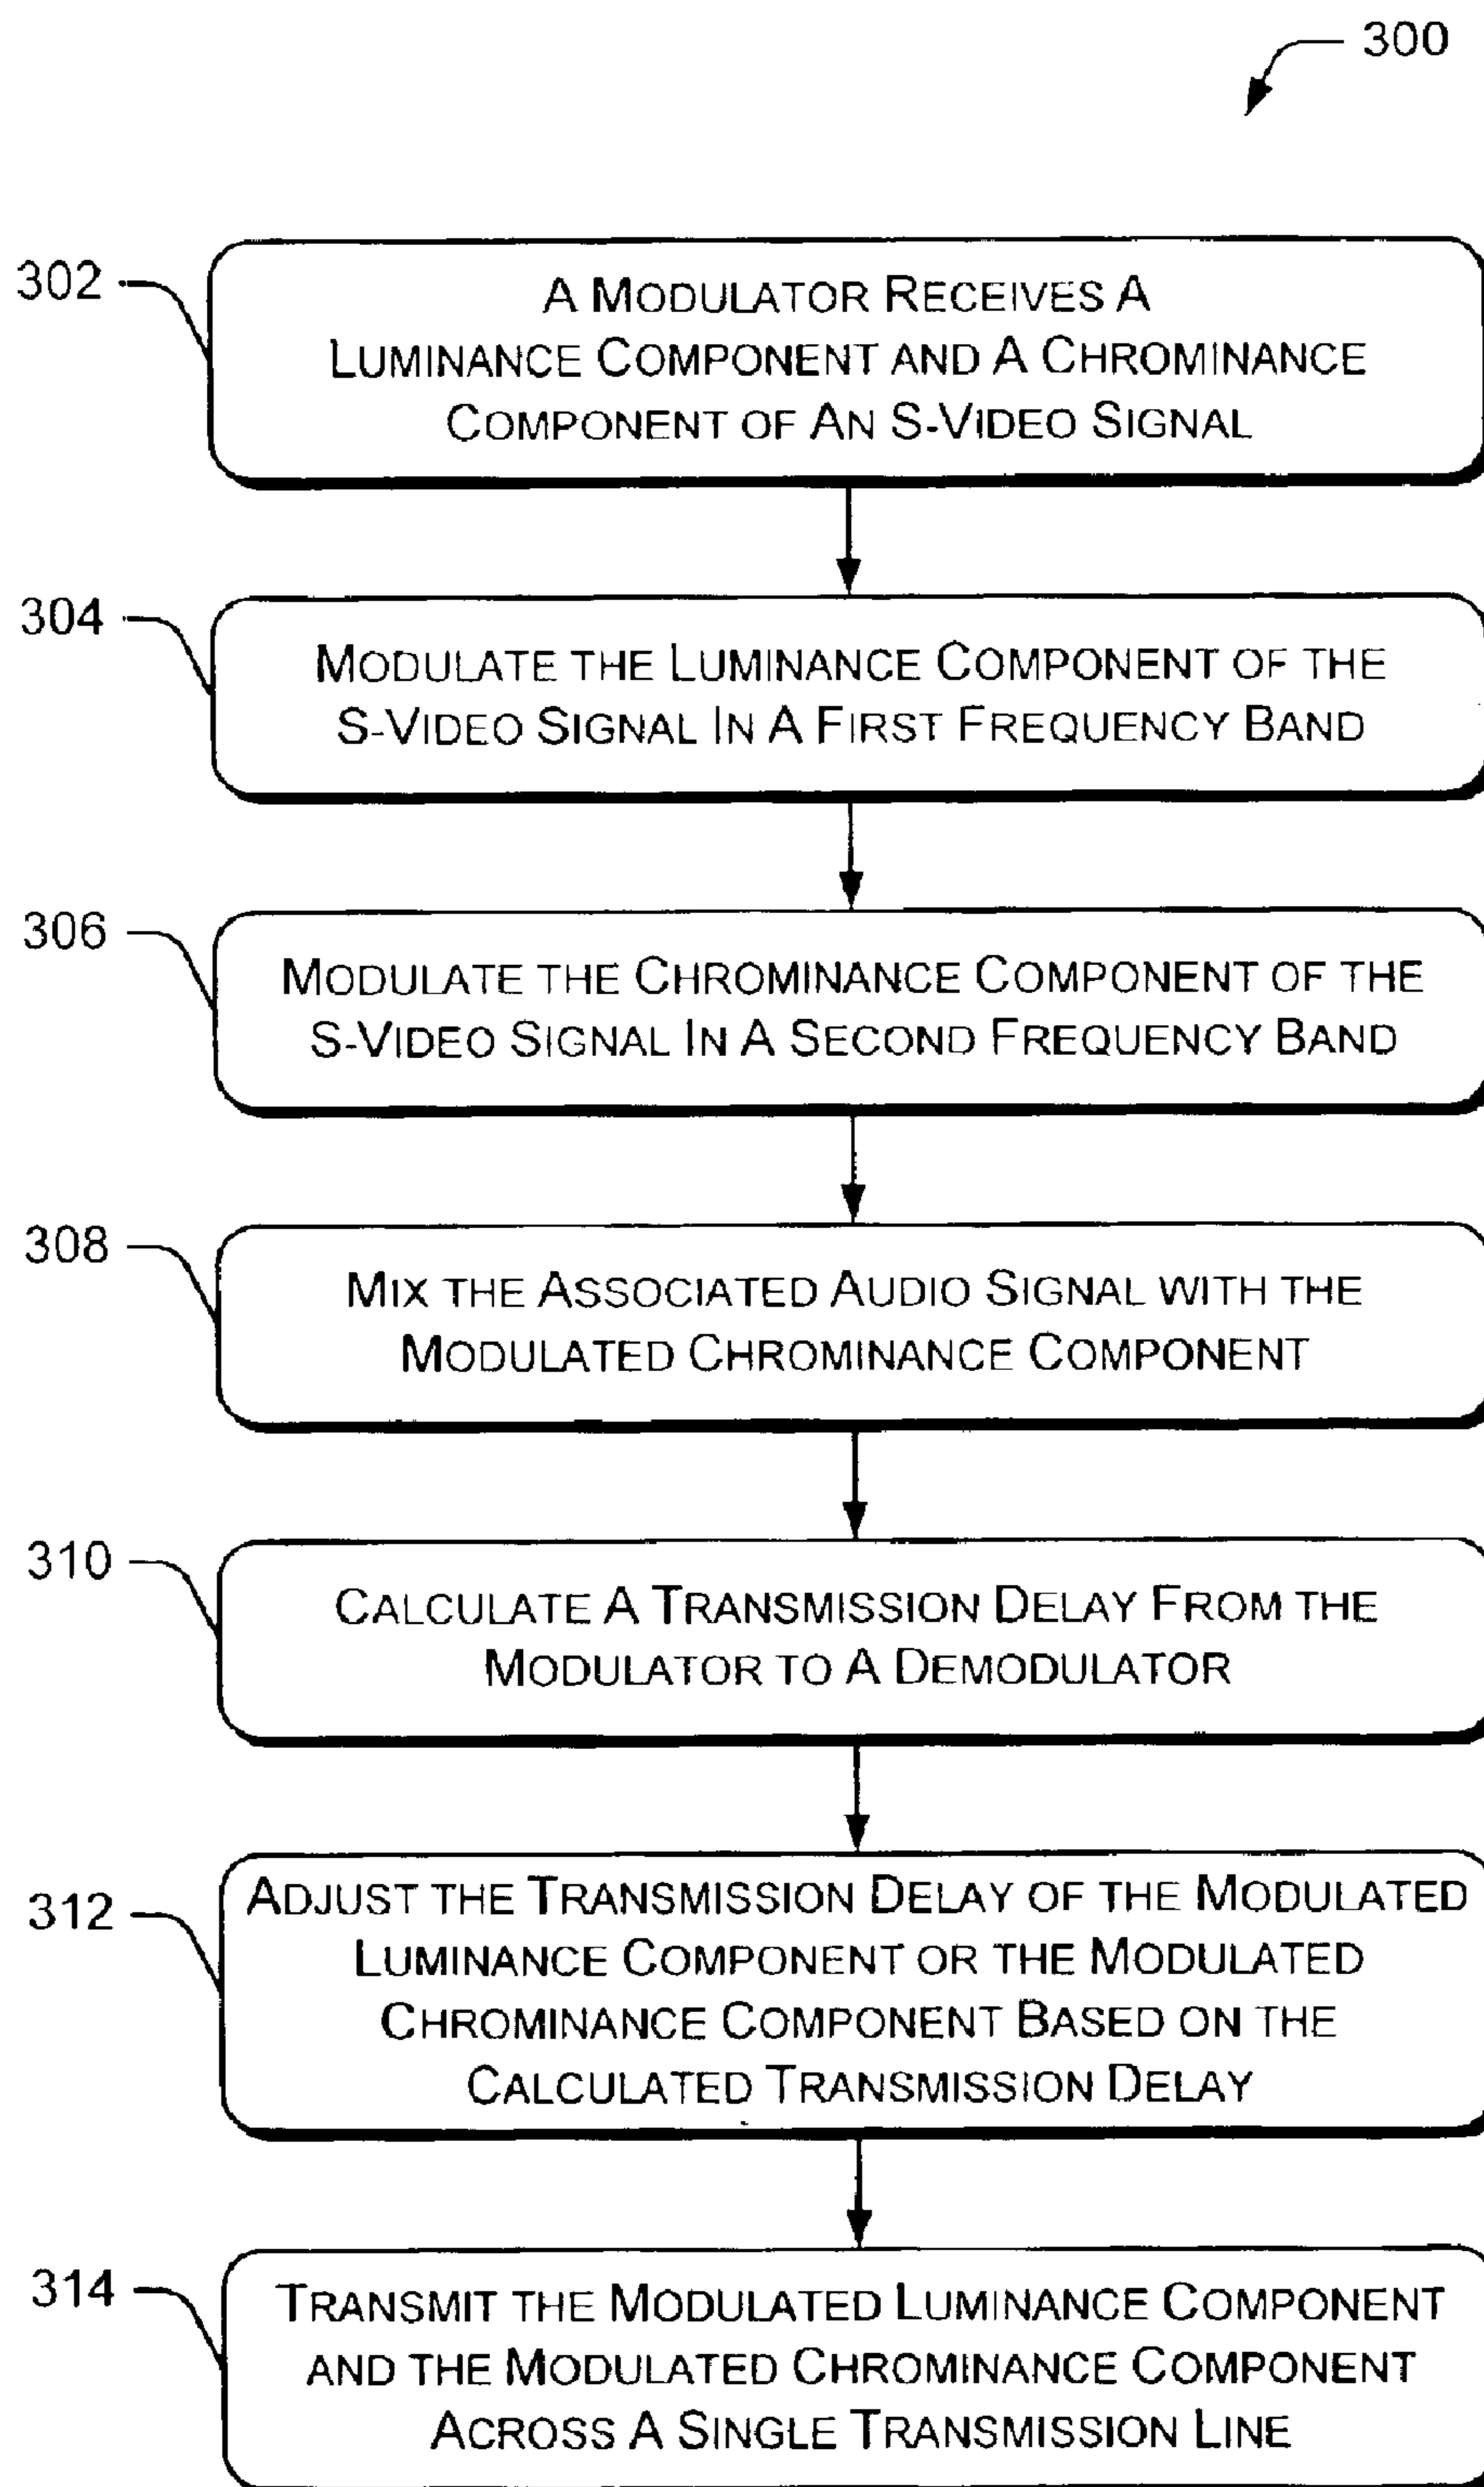 300
302
A MODULATOR RECEIVES A
LUMINANCE COMPONENT AND A CHROMINANCE
COMPONENT OF AN S-VIDEO SIGNAL
304
MODULATE THE LUMINANCE COMPONENT OF THE
S-VIDEO SIGNAL IN A FIRST FREQUENCY BAND
306
MODULATE THE CHROMINANCE COMPONENT OF THE
S-VIDEO SIGNAL IN A SECOND FREQUENCY BAND
308
MIX THE ASSOCIATED AUDIO SIGNAL WITH THE
MODULATED CHROMINANCE COMPONENT
310
CALCULATE A TRANSMISSION DELAY FROM THE
MODULATOR TO A DEMODULATOR
312
ADJUST THE TRANSMISSION DELAY OF THE MODULATED
LUMINANCE COMPONENT OR THE MODULATED
CHROMINANCE COMPONENT BASED ON THE
CALCULATED TRANSMISSION DELAY
314
TRANSMIT THE MODULATED LUMINANCE COMPONENT
AND THE MODULATED CHROMINANCE COMPONENT
ACROSS A SINGLE TRANSMISSION LINE